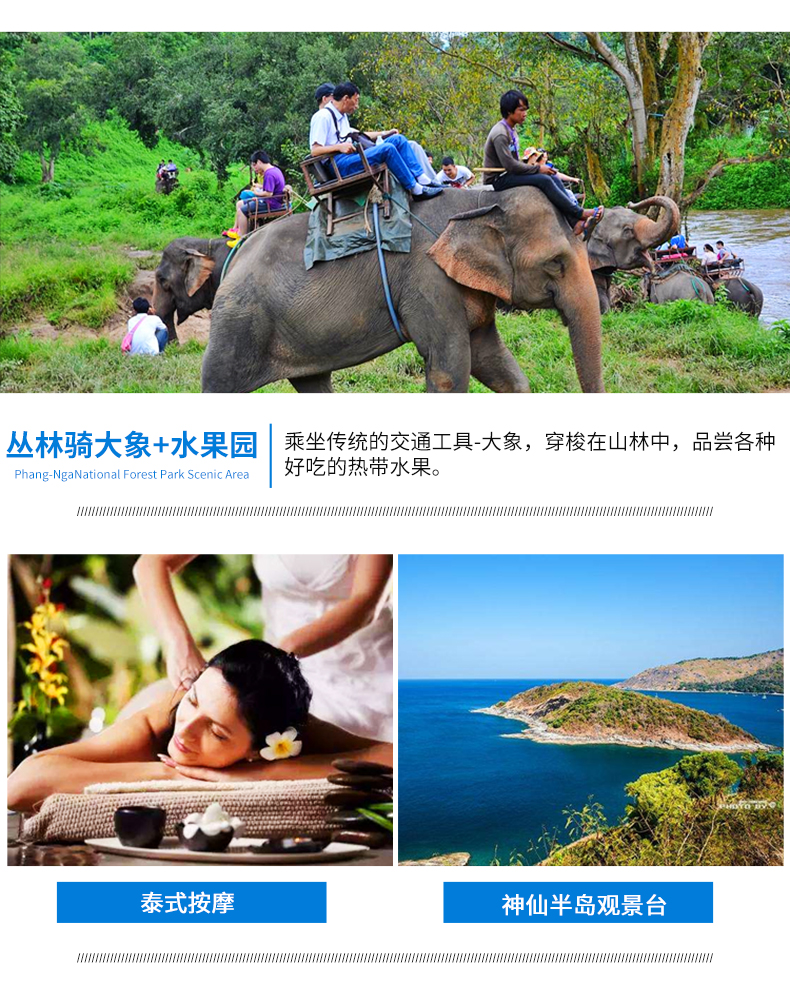 丛林骑大象+水果园
Phang-NgaNational Forest Park Scenic Area
乘坐传统的交通工具-大象，穿梭在山林中，品尝各种
好吃的热带水果。
PHOTO BY
泰式按摩
神仙半岛观景台